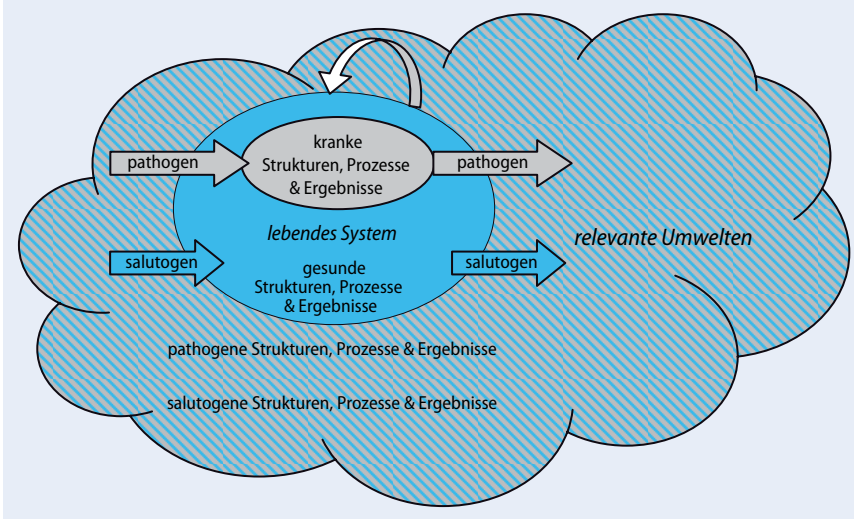 kranke
Strukturen, Prozesse
& Ergebnisse
pathogen
pathogen
lebendes System
relevante Umwelten
salutogen
salutogen
gesunde
Strukturen, Prozesse
& Ergebnisse
pathogene Strukturen, Prozesse & Ergebnisse
salutogene Strukturen, Prozesse & Ergebnisse